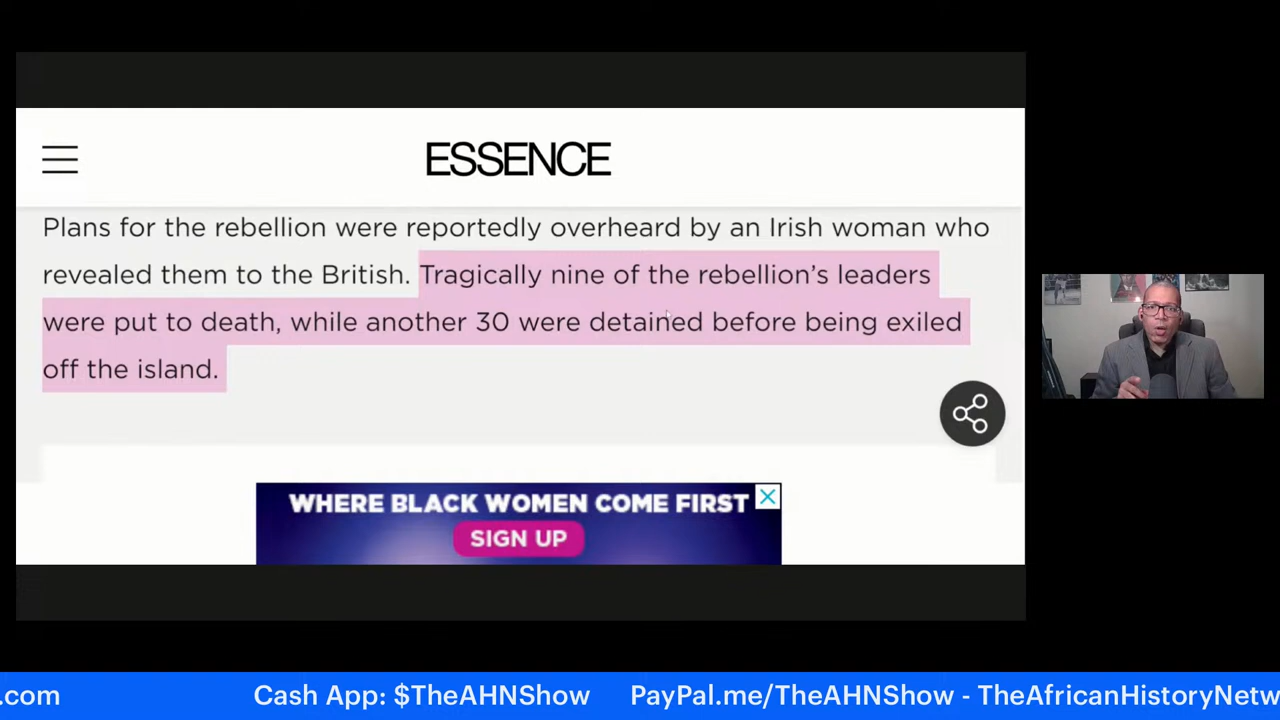 ESSENCE
Plans for the rebellion were reportedly overheard by an Irish woman who
revealed them to the British. Tragically nine of the rebellion's leaders
were put to death, while another 30 were detained before being exiled
off the island.
WHERE BLACK WOMEN COME FIRST
SIGN UP
.com Cash App: $TheAHNShow PayPal.me/TheAHNShow - TheAfricanHistoryNetw